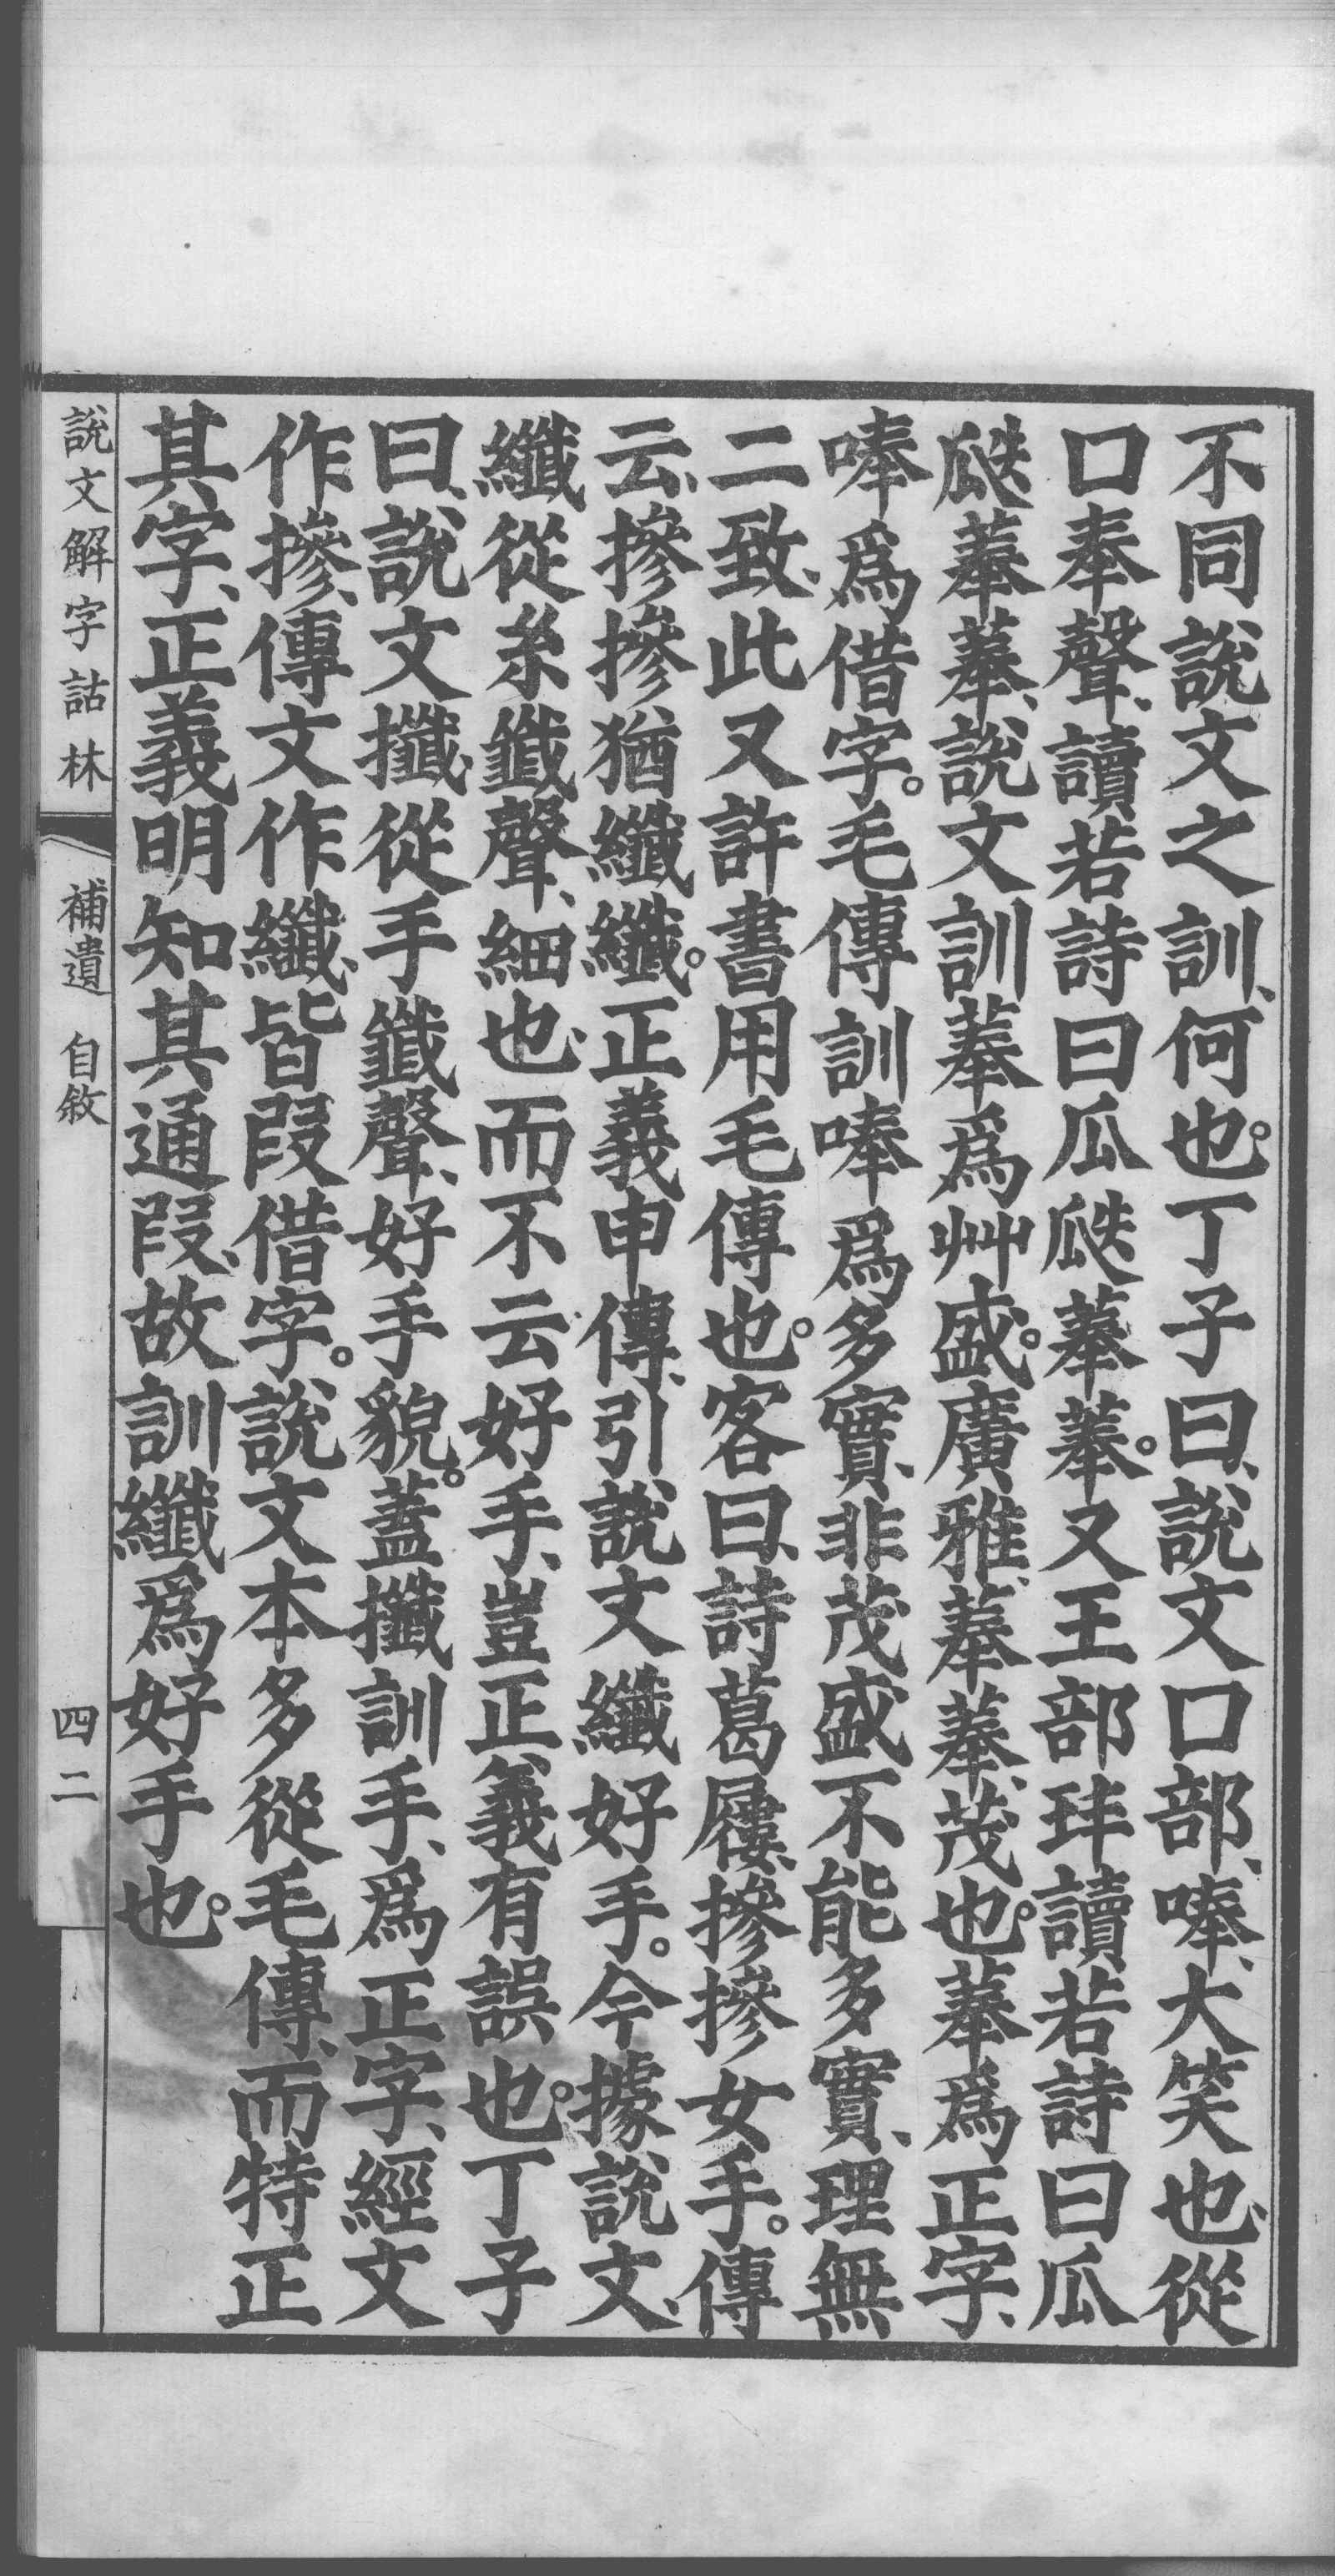 不同說文之訓、何也。丁子曰、說文口部、唪、大笑也、從
口奉聲、讀若詩曰瓜瓞菶菶。又王部玤讀若詩曰瓜
瓞菶菶、說文訓菶爲艸盛。廣雅、菶菶、茂也。菶爲正字、
唪爲借字。毛傳訓唪爲多實、非茂盛不能多實、理無
二致、此又許書用毛傳也。客曰、詩葛屨、摻摻女手。傳
云、摻摻猶纖纖。正義申傳、引說文纖好手。今據說文、
纖從糸韱聲、細也、而不云好手、豈正義有誤也。丁子
曰、說文攕、從手韱聲、好手貌。蓋攕訓手、爲正字、經文
作摻、傳文作纖、皆叚借字。說文本多從毛傳、而特正
其字、正義明知其通叚、故訓纖爲好手也。
說文解字詁林 補遺 自敘 四二